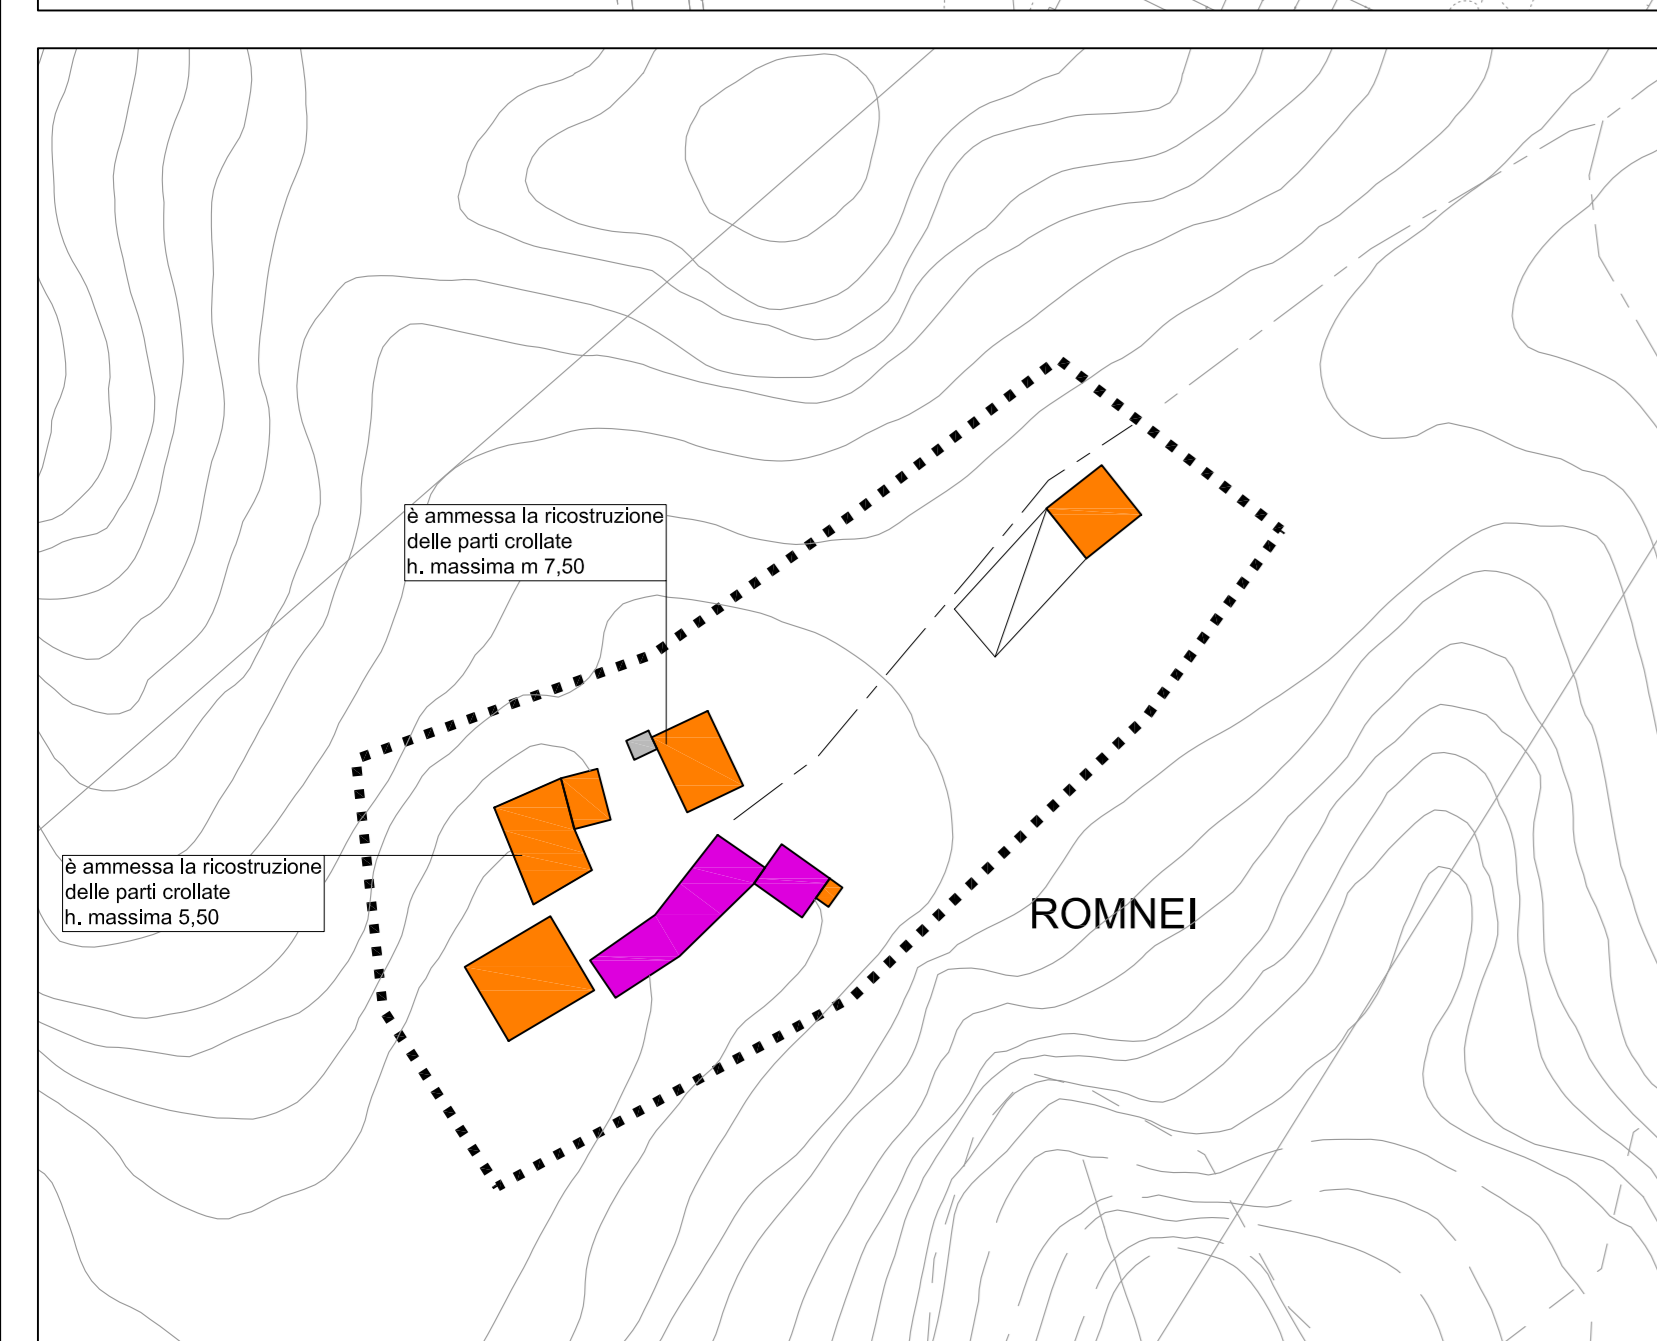 è ammessa la ricostruzione
delle parti crollate
h. massima m 7,50
è ammessa la ricostruzione
delle parti crollate
h. massima 5,50
ROMNEI